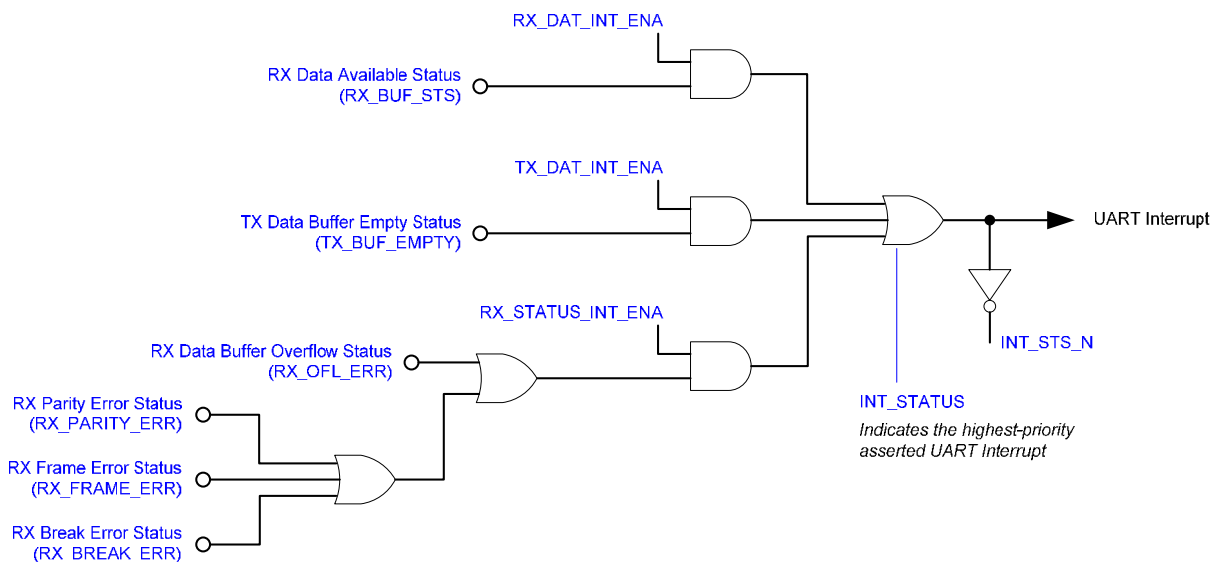 RX_DAT_INT_ENA
RX Data Available Status
(RX_BUF_STS)
TX_DAT_INT_ENA
TX Data Buffer Empty Status
(TX_BUF_EMPTY)
UART Interrupt
RX_STATUS_INT_ENA
INT_STS_N
RX Data Buffer Overflow Status
(RX_OFL_ERR)
RX Parity Error Status
(RX_PARITY_ERR)
INT_STATUS
Indicates the highest-priority
asserted UART Interrupt
RX Frame Error Status
(RX_FRAME_ERR)
RX Break Error Status
(RX_BREAK_ERR)